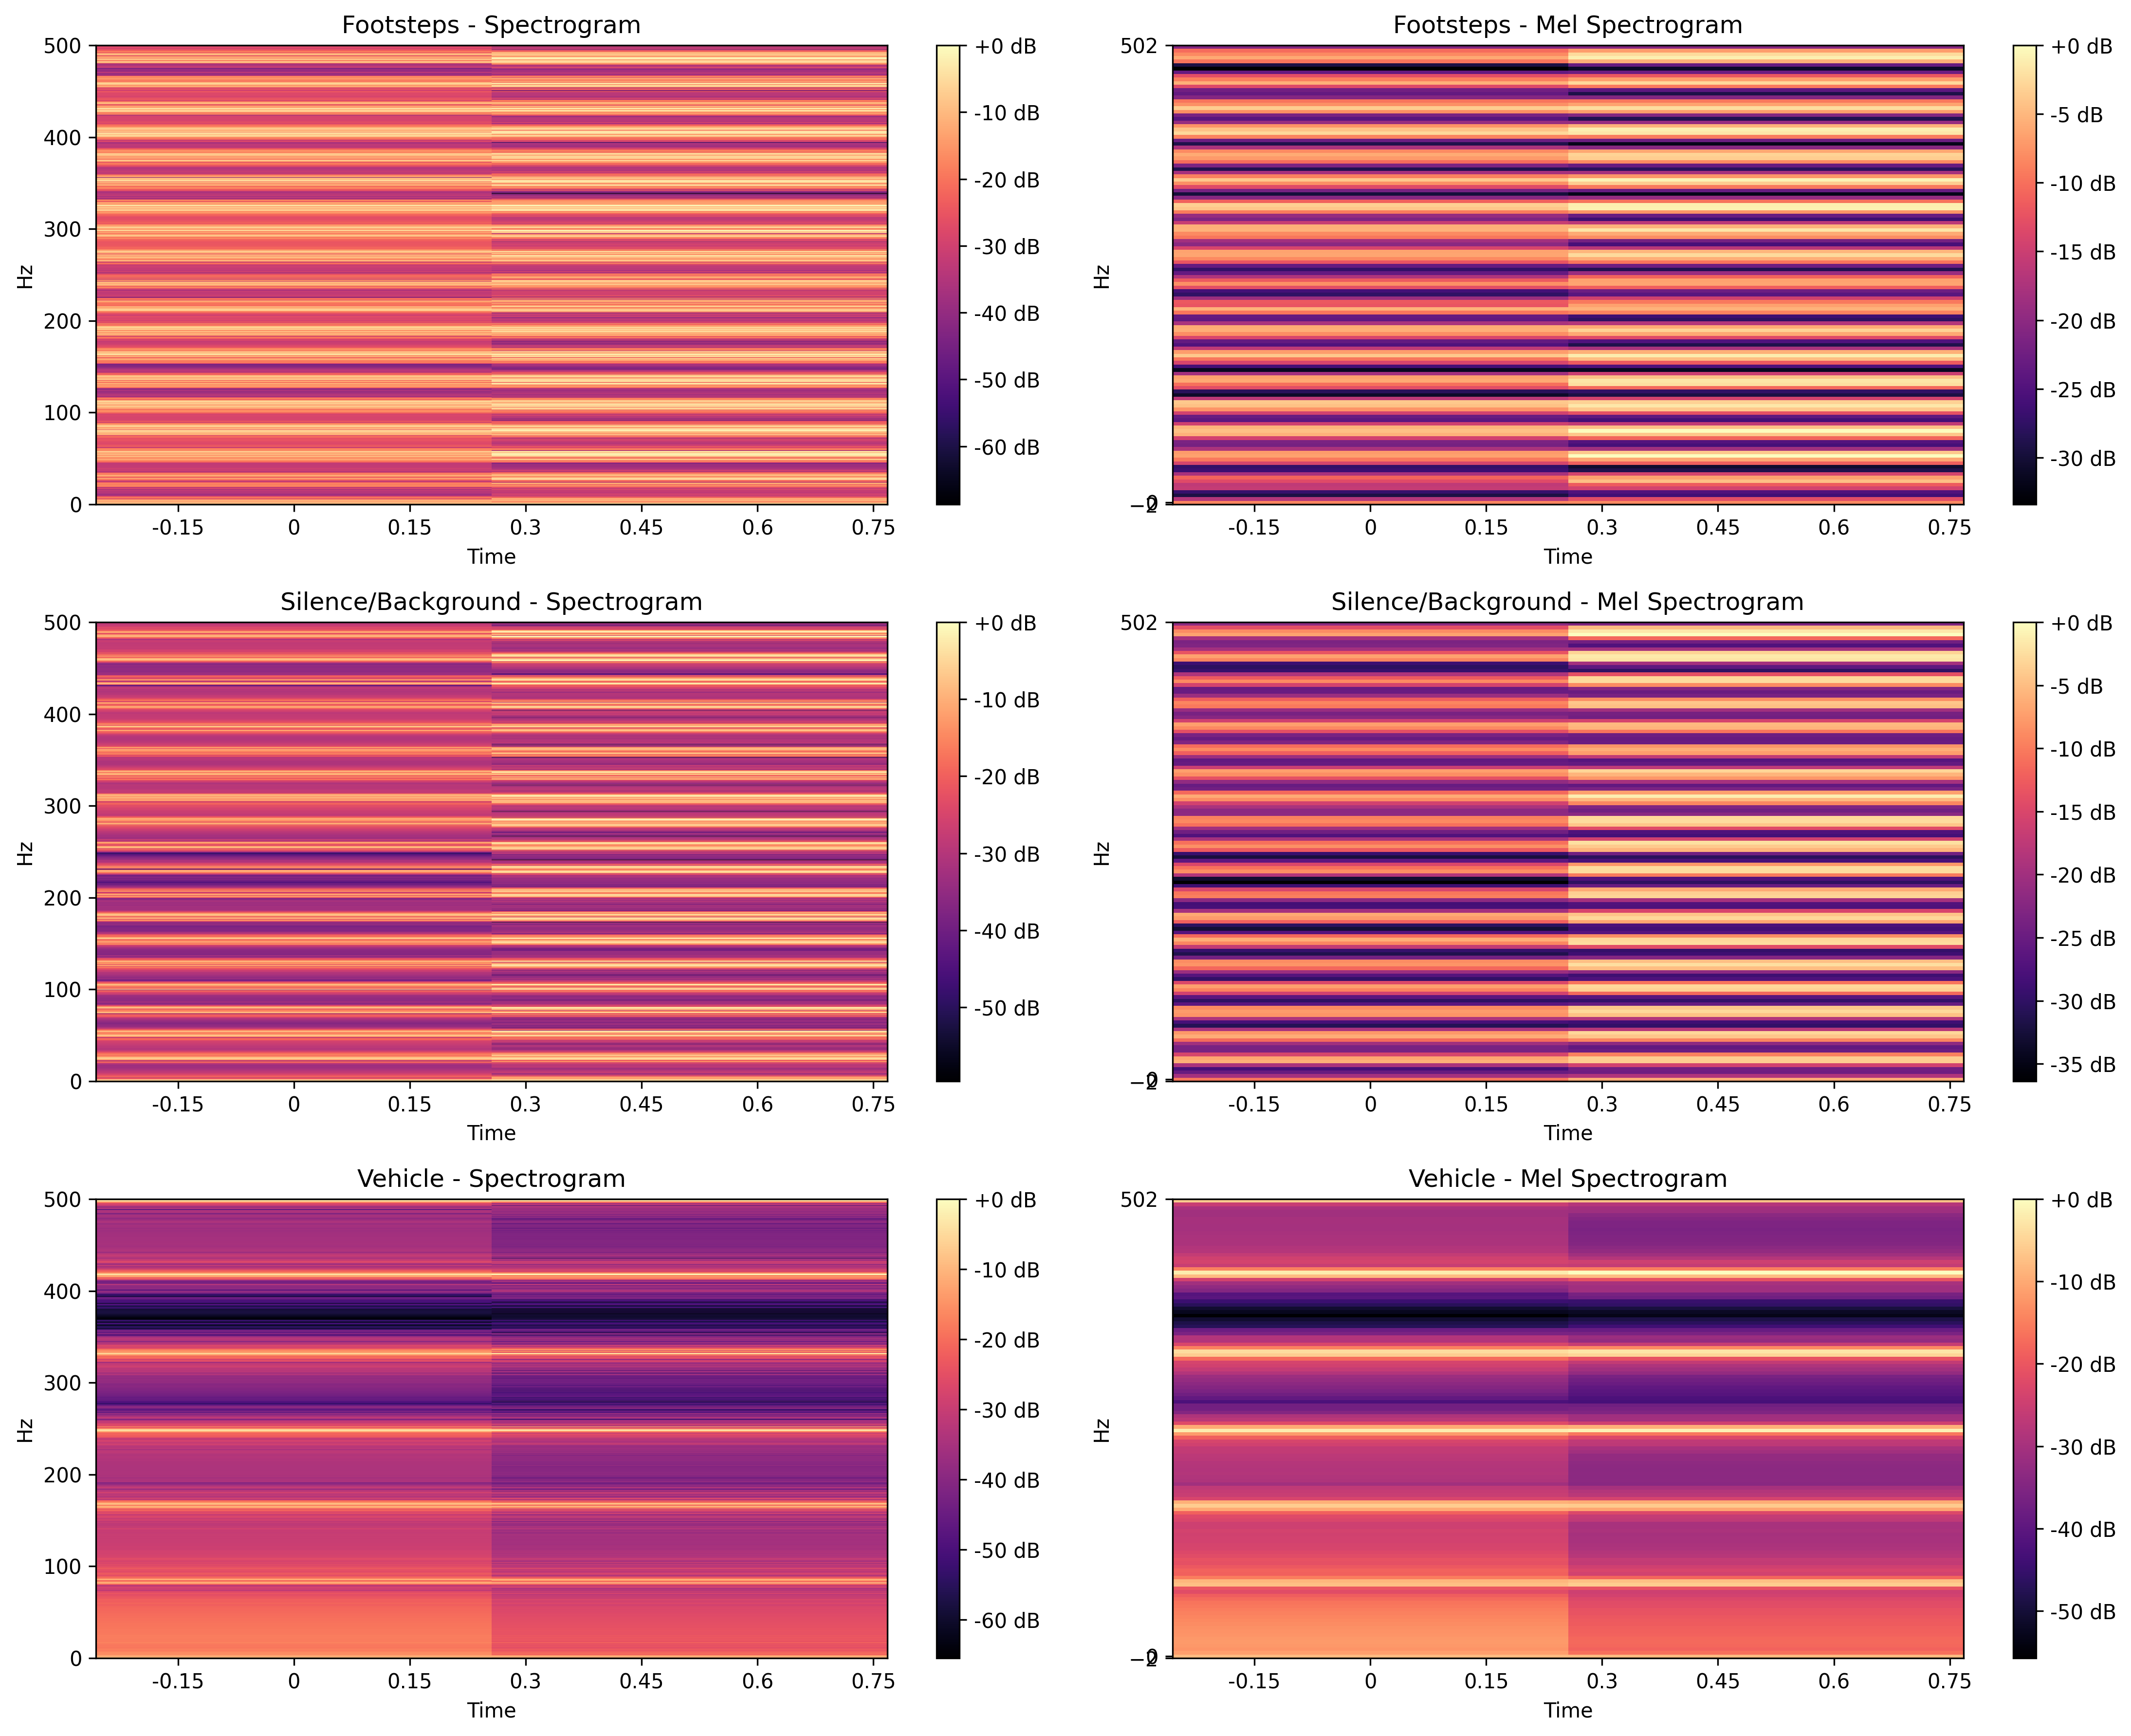 Footsteps - Spectrogram
500
400
300
200
100
0
Hz
-0.15 0 0.15 0.3 0.45 0.6 0.75
Time
+0 dB
-10 dB
-20 dB
-30 dB
-40 dB
-50 dB
-60 dB
Footsteps - Mel Spectrogram
502
0
−2
Hz
-0.15 0 0.15 0.3 0.45 0.6 0.75
Time
+0 dB
-5 dB
-10 dB
-15 dB
-20 dB
-25 dB
-30 dB
Silence/Background - Spectrogram
500
400
300
200
100
0
Hz
-0.15 0 0.15 0.3 0.45 0.6 0.75
Time
+0 dB
-10 dB
-20 dB
-30 dB
-40 dB
-50 dB
Silence/Background - Mel Spectrogram
502
0
−2
Hz
-0.15 0 0.15 0.3 0.45 0.6 0.75
Time
+0 dB
-5 dB
-10 dB
-15 dB
-20 dB
-25 dB
-30 dB
-35 dB
Vehicle - Spectrogram
500
400
300
200
100
0
Hz
-0.15 0 0.15 0.3 0.45 0.6 0.75
Time
+0 dB
-10 dB
-20 dB
-30 dB
-40 dB
-50 dB
-60 dB
Vehicle - Mel Spectrogram
502
0
−2
Hz
-0.15 0 0.15 0.3 0.45 0.6 0.75
Time
+0 dB
-10 dB
-20 dB
-30 dB
-40 dB
-50 dB